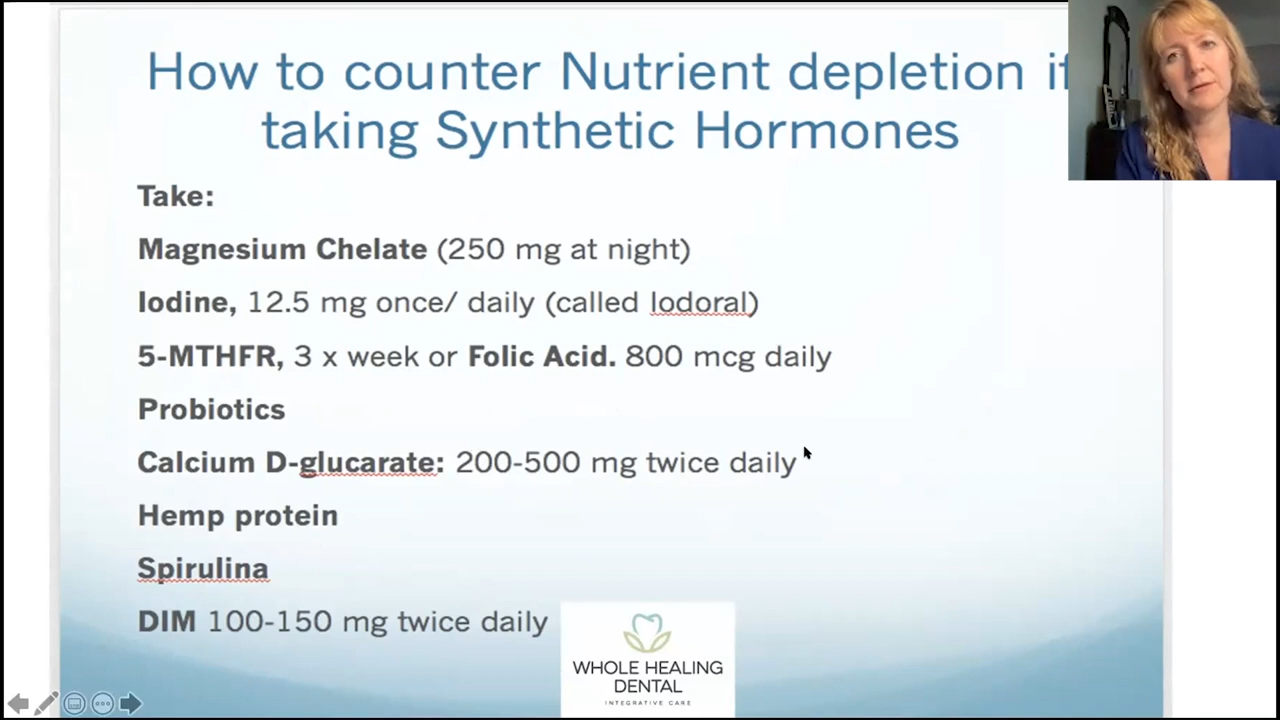 How to counter Nutrient depletion if
taking Synthetic Hormones
Take:
Magnesium Chelate (250 mg at night)
Iodine, 12.5 mg once/ daily (called Iodoral)
5-MTHFR, 3 x week or Folic Acid. 800 mcg daily
Probiotics
Calcium D-glucarate: 200-500 mg twice daily
Hemp protein
Spirulina
DIM 100-150 mg twice daily
WHOLE HEALING
DENTAL
INTEGRATIVE CARE